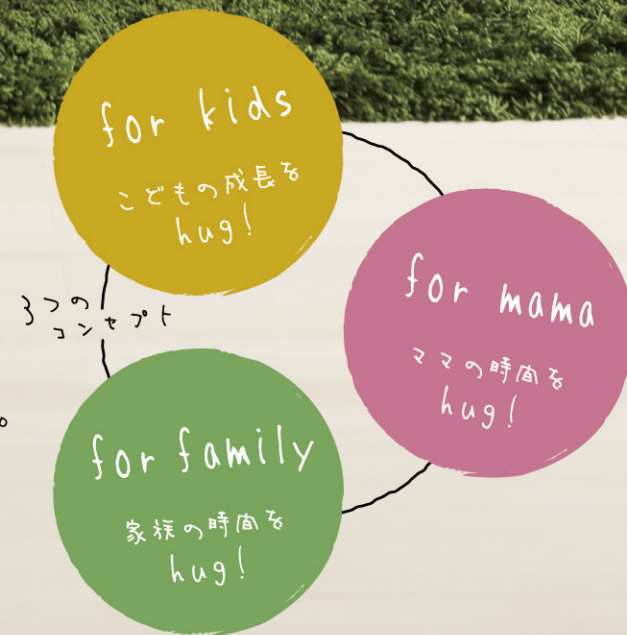 for kids
こどもの成長を
hug!
for mama
ママの時間を
hug!
3つの
コンセプト
for family
家族の時間を
hug!